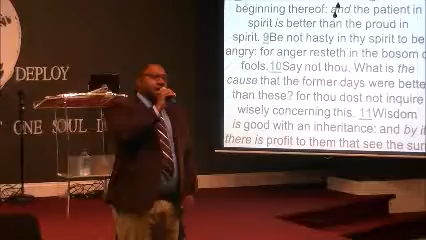 DEPLOY
ONE SOUL
beginning thereof: and the patient in
spirit is better than the proud in
spirit. 9Be not hasty in thy spirit to be
angry: for anger resteth in the bosom o
fools.10Say not thou, What is the
cause that the former days were bette
than these? for thou dost not inquire
wisely concerning this. 11Wisdom
is good with an inheritance: and by it
there is profit to them that see the sun